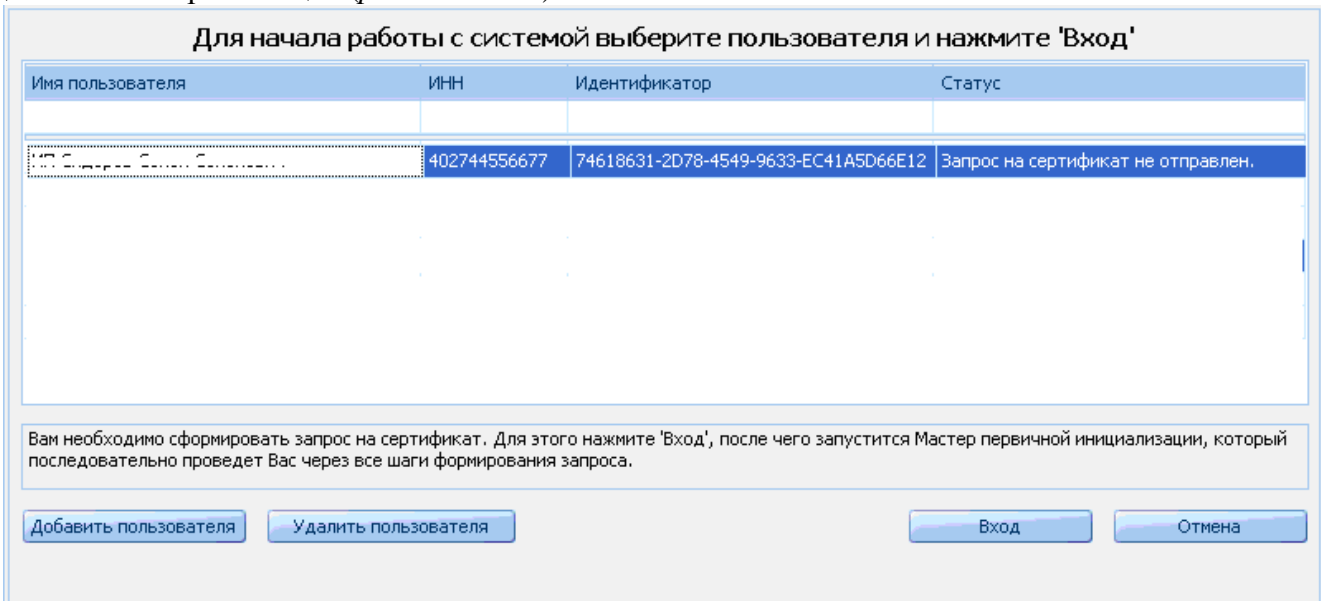 Для начала работы с системой выберите пользователя и нажмите 'Вход'
Имя пользователя ИНН Идентификатор Статус
402744556677 74618631-2D78-4549-9633-EC41A5D66E12 Запрос на сертификат не отправлен.
Вам необходимо сформировать запрос на сертификат. Для этого нажмите 'Вход', после чего запустится Мастер первичной инициализации, который
последовательно проведет Вас через все шаги формирования запроса.
Добавить пользователя Удалить пользователя Вход Отмена